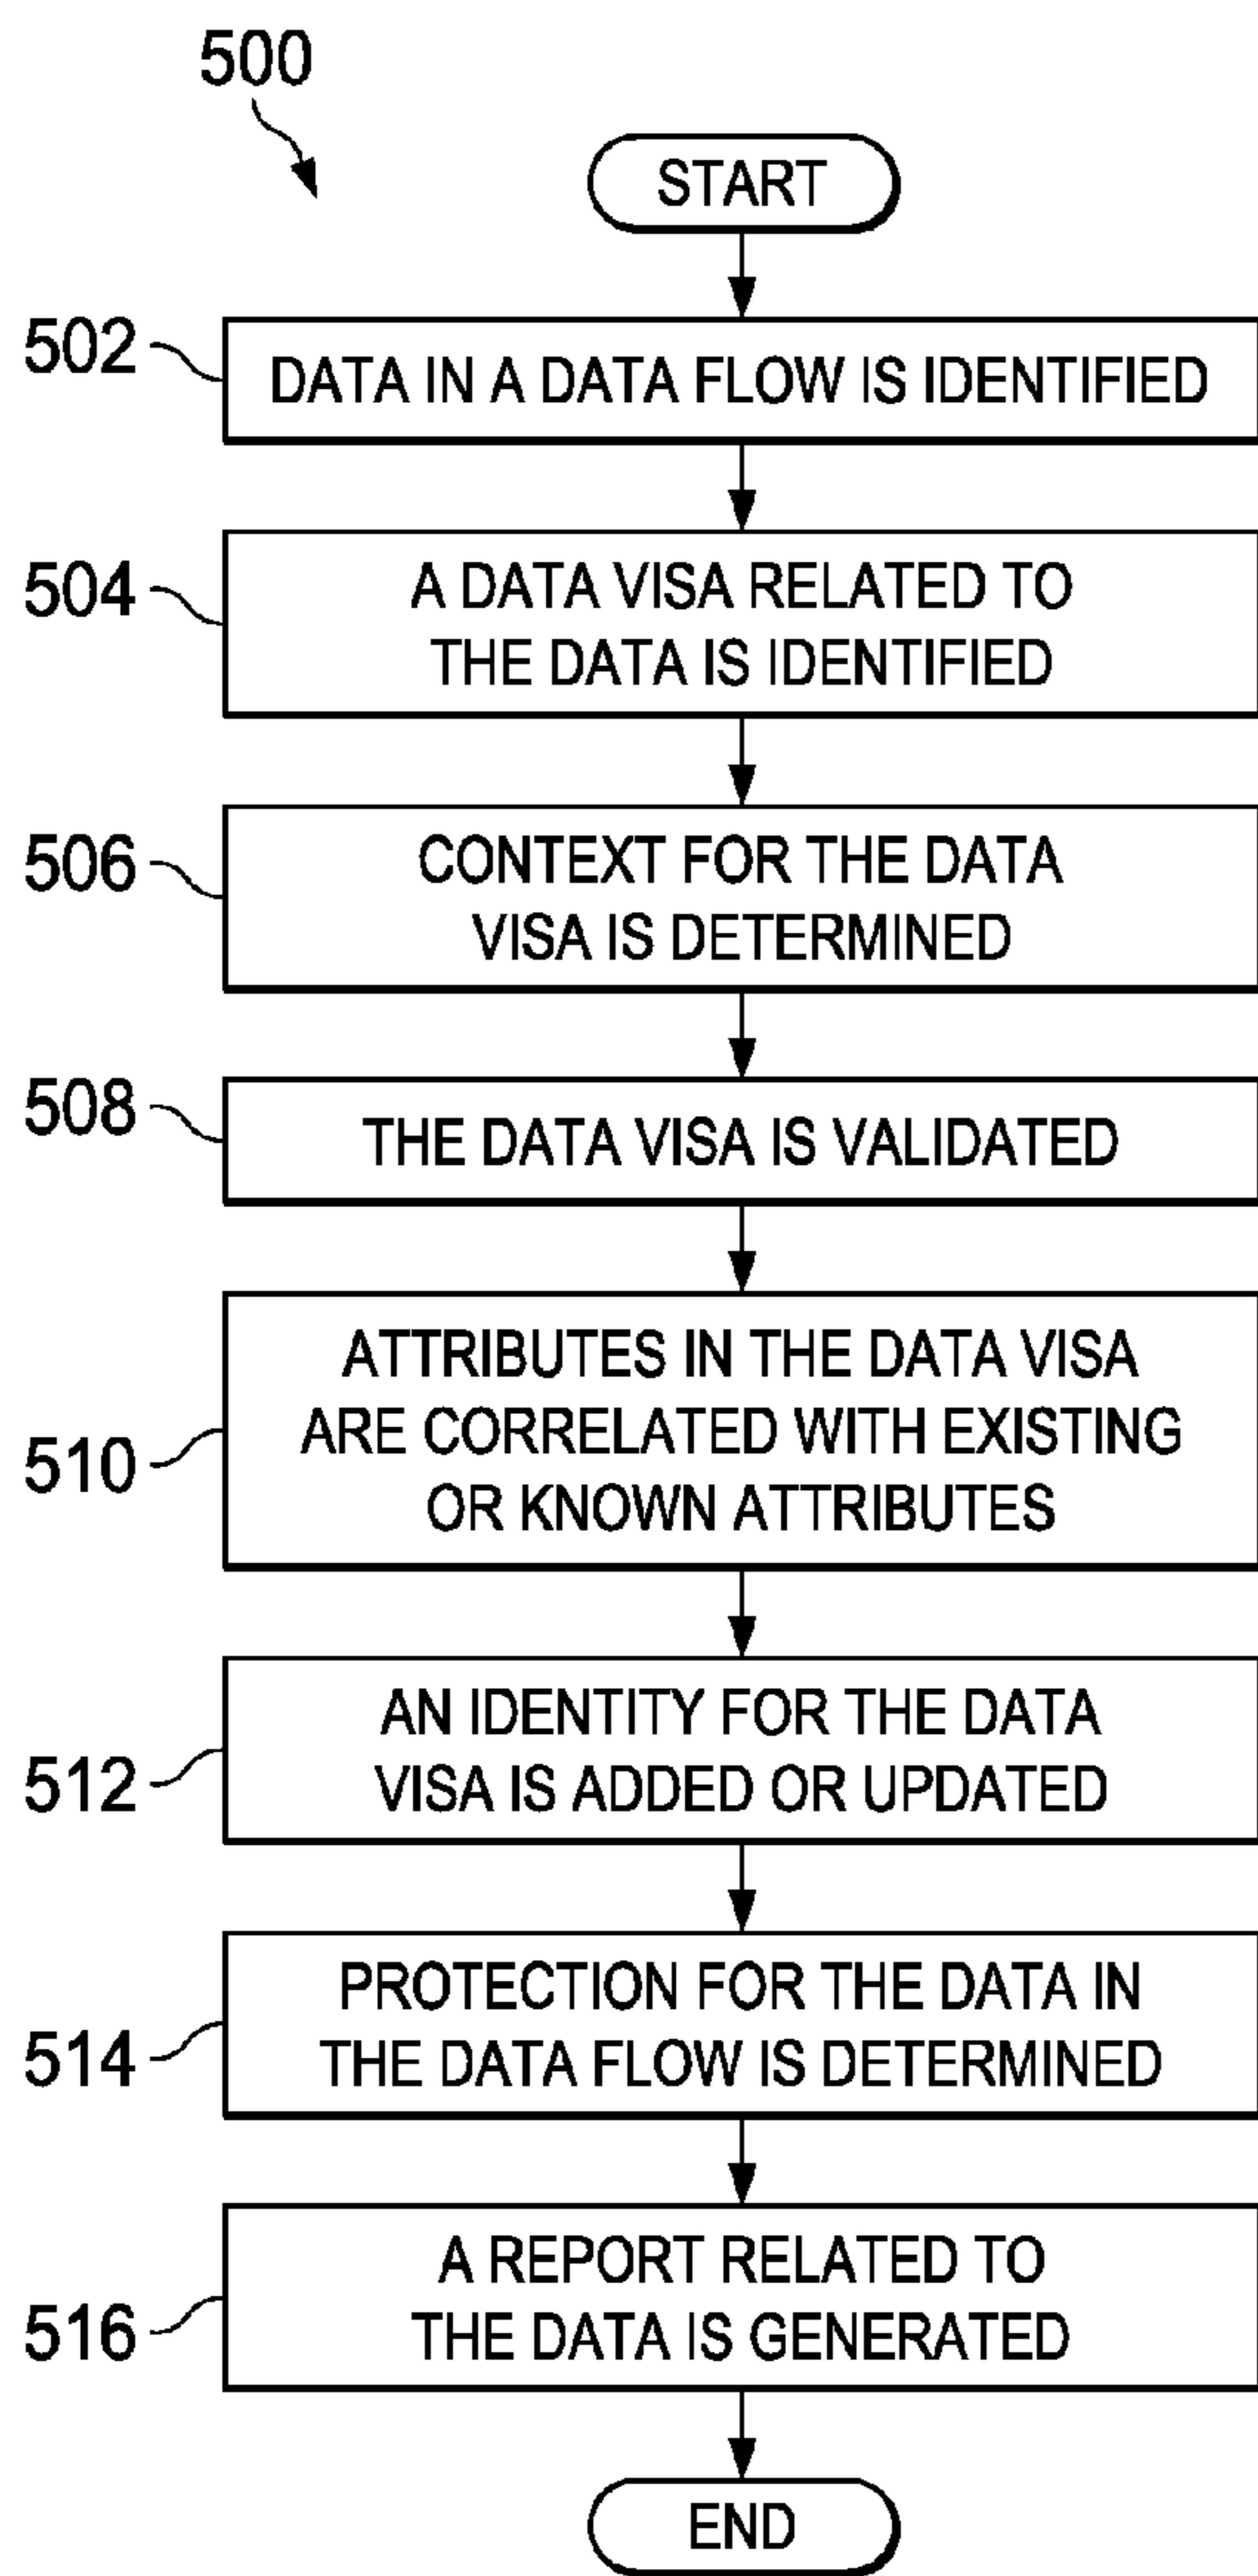 500
START
502
DATA IN A DATA FLOW IS IDENTIFIED
504
A DATA VISA RELATED TO
THE DATA IS IDENTIFIED
506
CONTEXT FOR THE DATA
VISA IS DETERMINED
508
THE DATA VISA IS VALIDATED
510
ATTRIBUTES IN THE DATA VISA
ARE CORRELATED WITH EXISTING
OR KNOWN ATTRIBUTES
512
AN IDENTITY FOR THE DATA
VISA IS ADDED OR UPDATED
514
PROTECTION FOR THE DATA IN
THE DATA FLOW IS DETERMINED
516
A REPORT RELATED TO
THE DATA IS GENERATED
END